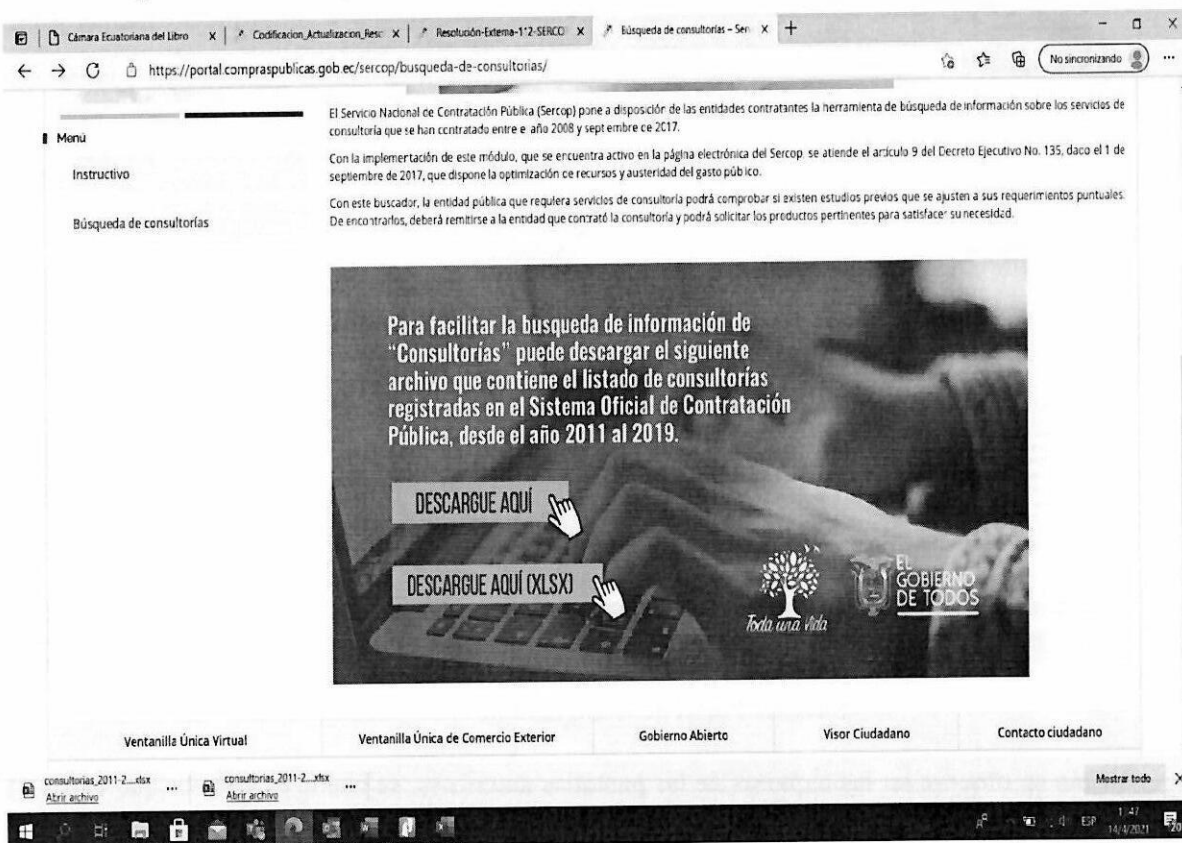 Cámara Ecuatoriana del Libro
Codificacion_Actualizacion_Resc
Resolución-Externa-1*2-SERCO
Búsqueda de consultorías – Ser
https://portal.compraspublicas.gob.ec/sercop/busqueda-de-consultorias/
No sincronizando
Menú
Instructivo
Búsqueda de consultorías
El Servicio Nacional de Contratación Pública (Sercop) pone a disposición de las entidades contratantes la herramienta de búsqueda de información sobre los servicios de
consultoría que se han contratado entre e año 2008 y sept embre ce 2017.
Con la implementación de este módulo, que se encuentra activo en la página electrónica del Sercop, se atiende el artículo 9 del Decreto Ejecutivo No. 135, daco el 1 de
septiembre de 2017, que dispone la optimización ce recursos y austeridad del gasto púb ico.
Con este buscador, la entidad pública que requiera servicios de consultoría podrá comprobar si existen estudios previos que se ajusten a sus requerimientos puntuales.
De encontrarlos, deberá remitirse a la entidad que contrató la consultoría y podrá solicitar los productos pertinentes para satisfacer su necesidad.
Para facilitar la busqueda de información de
“Consultorías” puede descargar el siguiente
archivo que contiene el listado de consultorías
registradas en el Sistema Oficial de Contratación
Pública, desde el año 2011 al 2019.
DESCARGUE AQUÍ
DESCARGUE AQUÍ (XLSX)
Toda una Vida
EL
GOBIERNO
DE TODOS
Ventanilla Única Virtual
Ventanilla Única de Comercio Exterior
Gobierno Abierto
Visor Ciudadano
Contacto ciudadano
consultorias_2011-2....xlsx
Abrir archivo
consultorias_2011-2....xlsx
Abrir archivo
Mostrar todo
ESP
14/4/2021